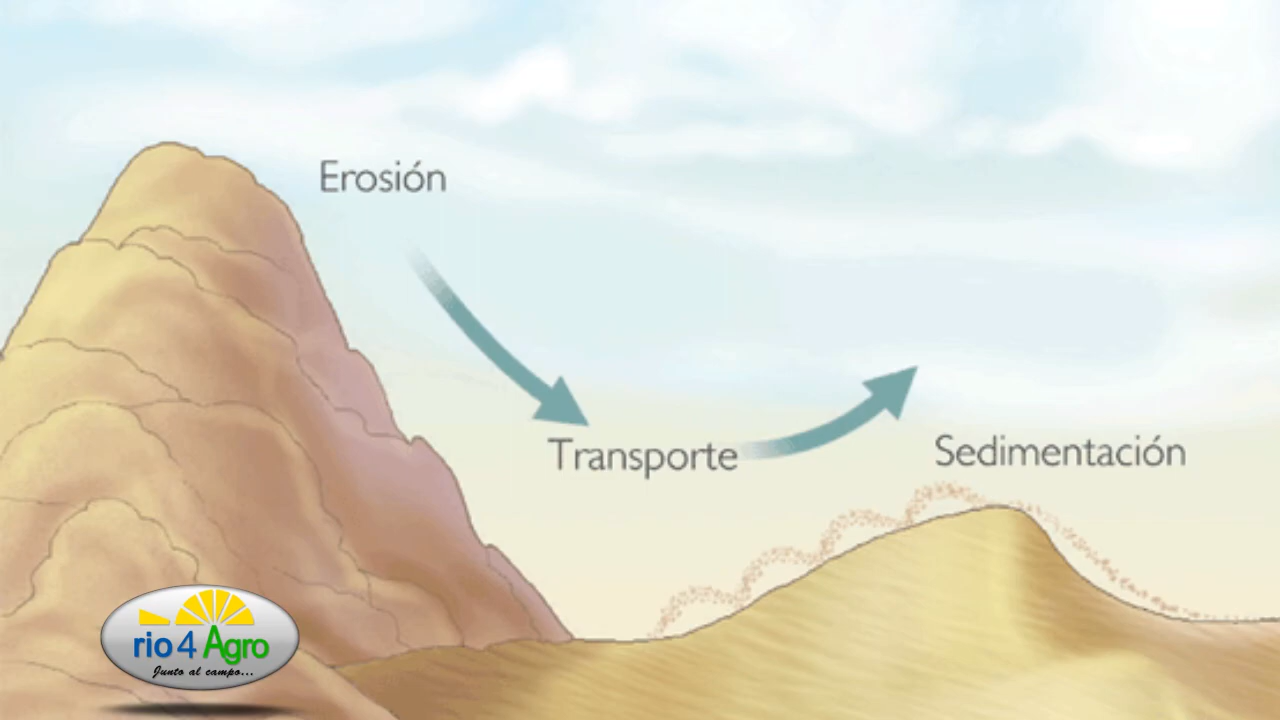 Erosión
Transporte
Sedimentación
rio 4 Agro
Junto al campo...